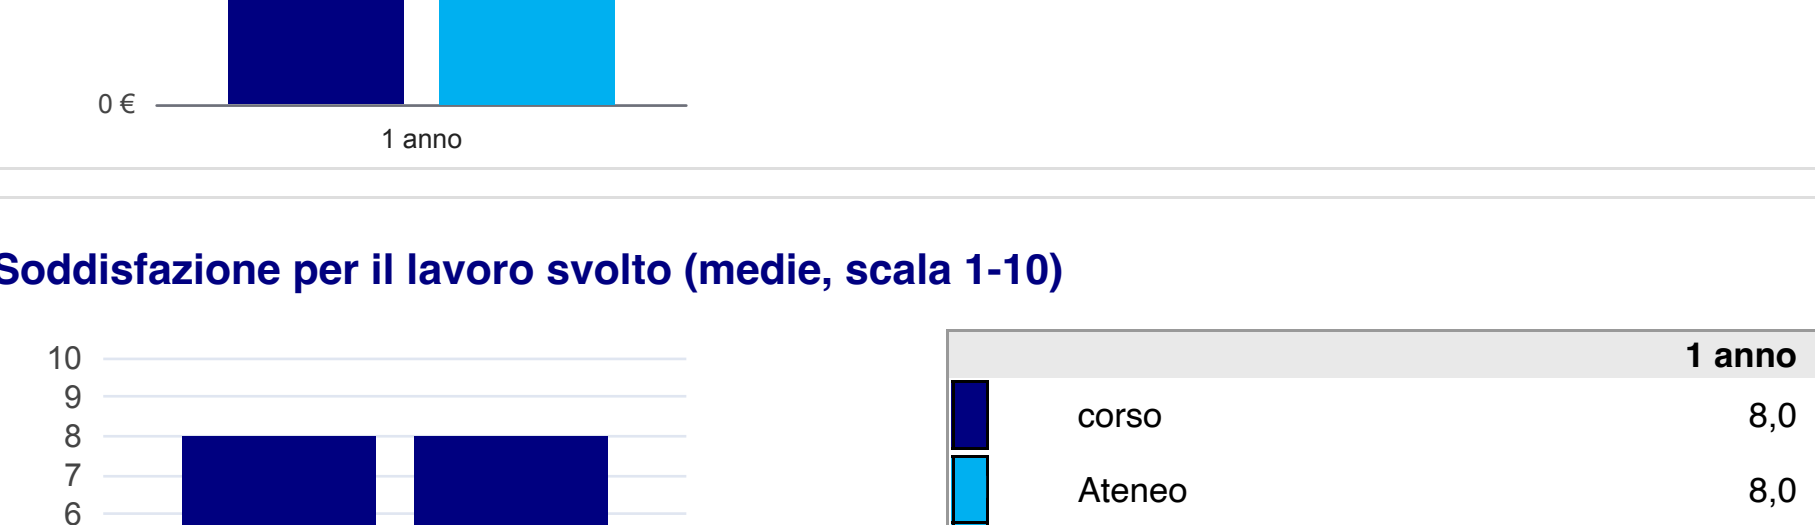 0 €
1 anno
Soddisfazione per il lavoro svolto (medie, scala 1-10)
10
9
8
7
6
1 anno
corso 8,0
Ateneo 8,0